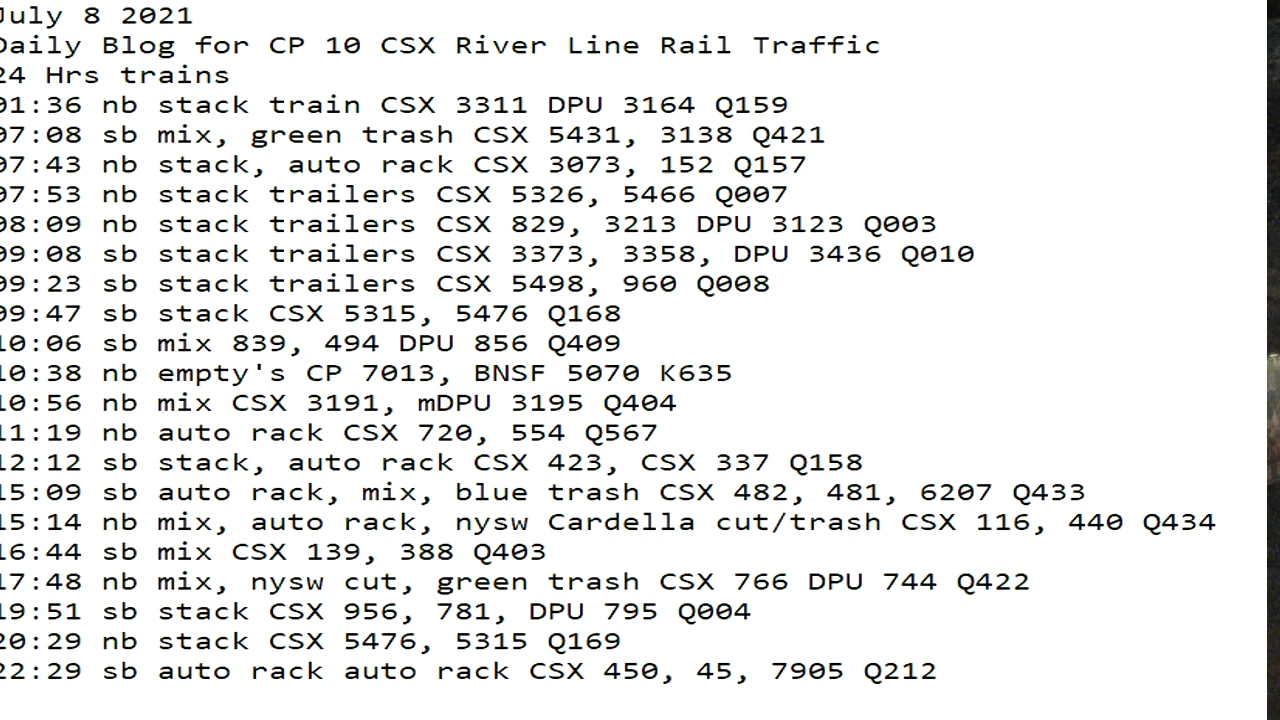 July 8 2021
Daily Blog for CP 10 CSX River Line Rail Traffic
24 Hrs trains
01:36 nb stack train CSX 3311 DPU 3164 Q159
07:08 sb mix, green trash CSX 5431, 3138 Q421
07:43 nb stack, auto rack CSX 3073, 152 Q157
07:53 nb stack trailers CSX 5326, 5466 Q007
08:09 nb stack trailers CSX 829, 3213 DPU 3123 Q003
09:08 sb stack trailers CSX 3373, 3358, DPU 3436 Q010
09:23 sb stack trailers CSX 5498, 960 Q008
09:47 sb stack CSX 5315, 5476 Q168
10:06 sb mix 839, 494 DPU 856 Q409
10:38 nb empty's CP 7013, BNSF 5070 K635
10:56 nb mix CSX 3191, mDPU 3195 Q404
11:19 nb auto rack CSX 720, 554 Q567
12:12 sb stack, auto rack CSX 423, CSX 337 Q158
15:09 sb auto rack, mix, blue trash CSX 482, 481, 6207 Q433
15:14 nb mix, auto rack, nysw Cardella cut/trash CSX 116, 440 Q434
16:44 sb mix CSX 139, 388 Q403
17:48 nb mix, nysw cut, green trash CSX 766 DPU 744 Q422
19:51 sb stack CSX 956, 781, DPU 795 Q004
20:29 nb stack CSX 5476, 5315 Q169
22:29 sb auto rack auto rack CSX 450, 45, 7905 Q212